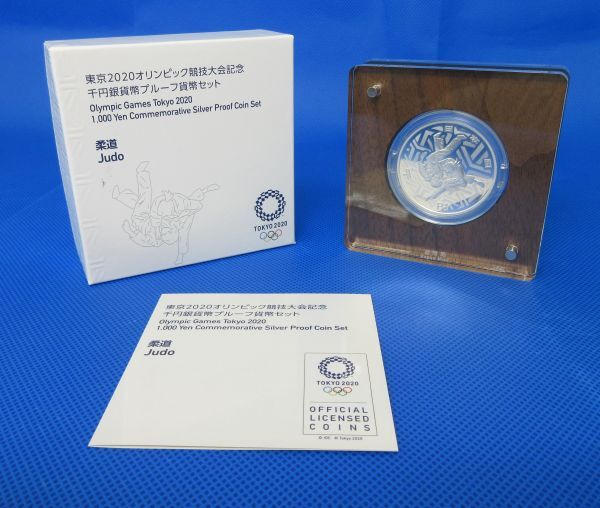 東京2020オリンピック競技大会記念
千円銀貨幣プルーフ貨幣セット
Olympic Games Tokyo 2020
1,000 Yen Commemorative Silver Proof Coin Set
柔道
Judo
TOKYO 2020
東京2020オリンピック競技大会記念
千円銀貨幣プルーフ貨幣セット
Olympic Games Tokyo 2020
1,000 Yen Commemorative Silver Proof Coin Set
柔道
Judo
TOKYO 2020
OFFICIAL
LICENSED
COINS